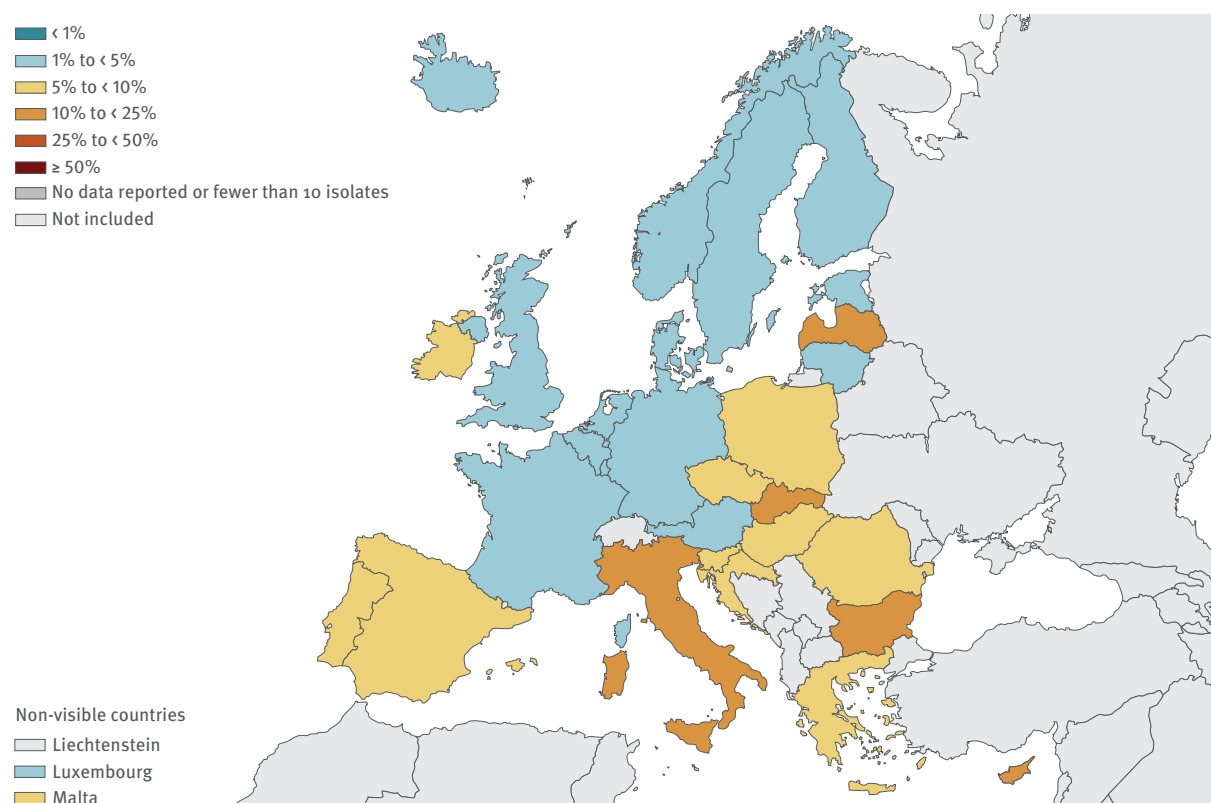 < 1%
1% to < 5%
5% to < 10%
10% to < 25%
25% to < 50%
≥ 50%
No data reported or fewer than 10 isolates
Not included
Non-visible countries
Liechtenstein
Luxembourg
Malta